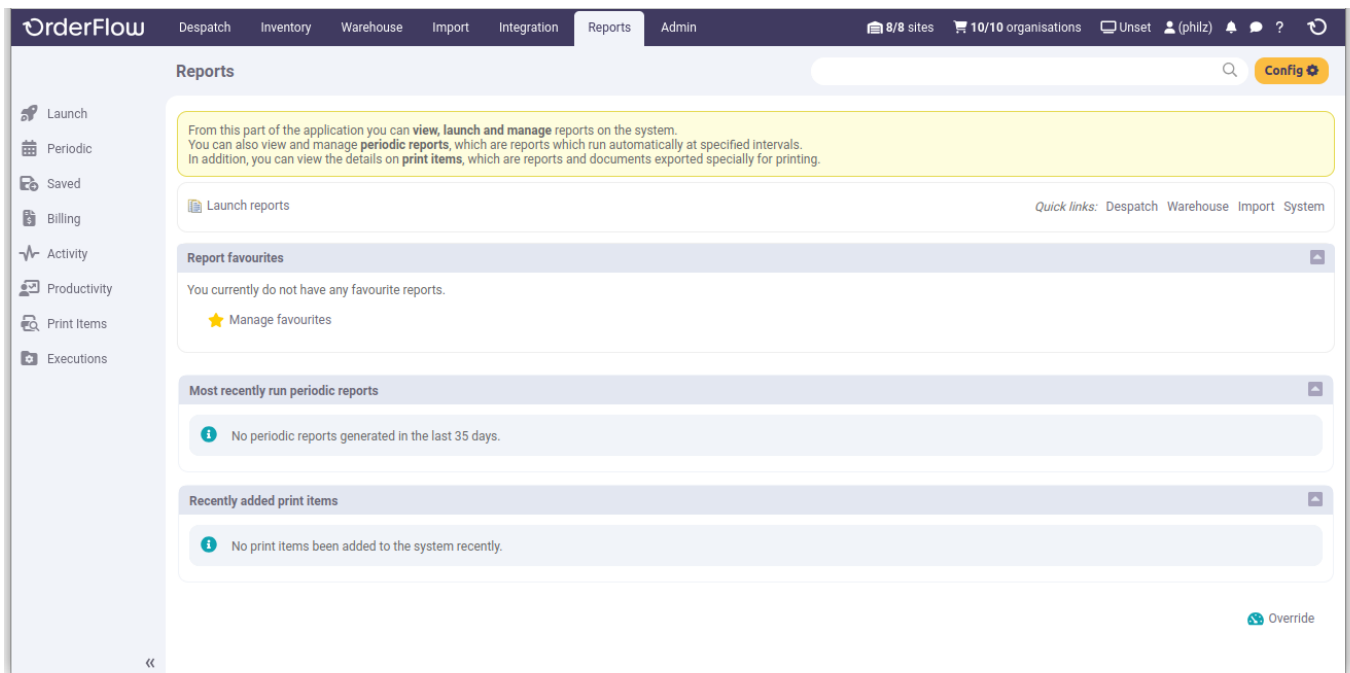 OrderFlow Despatch Inventory Warehouse Import Integration Reports Admin 8/8 sites 10/10 organisations Unset (philz) ?
Reports Config
Launch
Periodic
Saved
Billing
Activity
Productivity
Print Items
Executions
From this part of the application you can view, launch and manage reports on the system.
You can also view and manage periodic reports, which are reports which run automatically at specified intervals.
In addition, you can view the details on print items, which are reports and documents exported specially for printing.
Launch reports Quick links: Despatch Warehouse Import System
Report favourites
You currently do not have any favourite reports.
Manage favourites
Most recently run periodic reports
No periodic reports generated in the last 35 days.
Recently added print items
No print items been added to the system recently.
Override
«